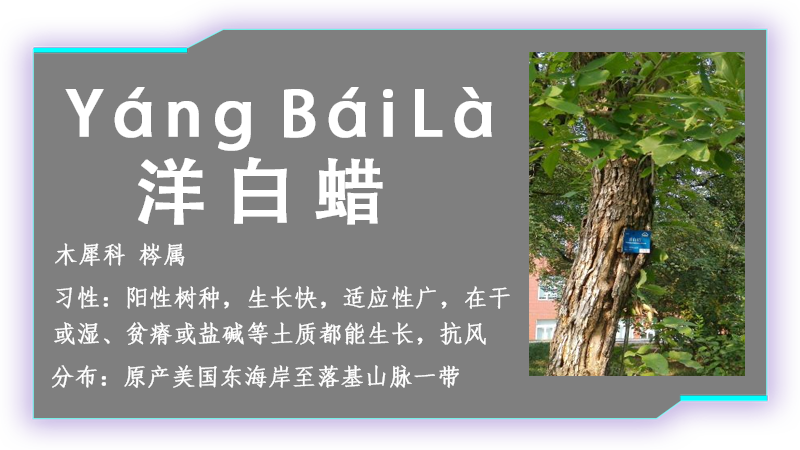 Yáng BáiLà
洋白蜡
木犀科 梣属
习性：阳性树种，生长快，适应性广，在干
或湿、贫瘠或盐碱等土质都能生长，抗风
分布：原产美国东海岸至落基山脉一带